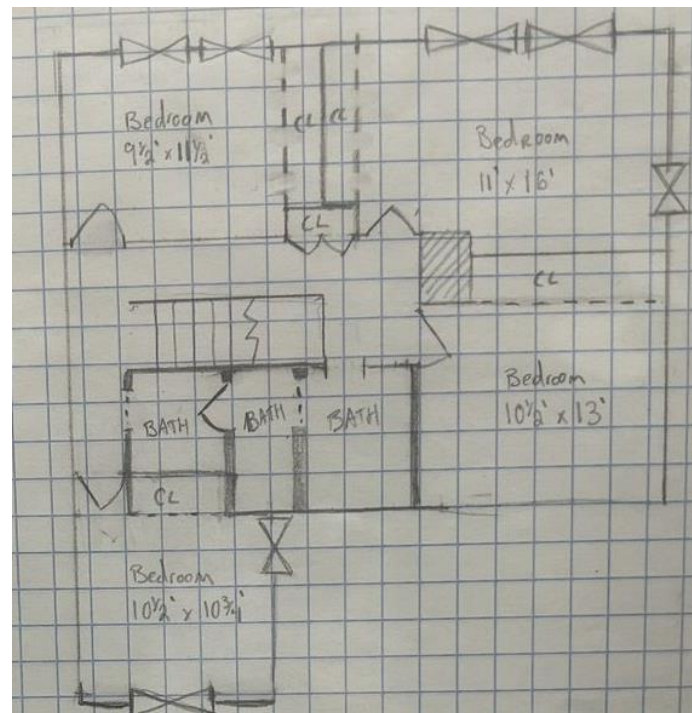 Bedroom
9½' x 11½'
CL
CL
Bedroom
11' x 16'
CL
CL
Bedroom
10½' x 13'
BATH
BATH
BATH
CL
Bedroom
10½' x 10¾'